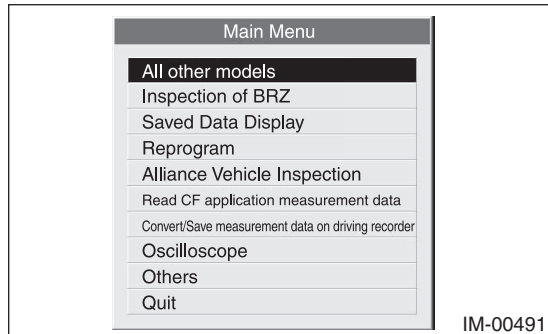 Main Menu
All other models
Inspection of BRZ
Saved Data Display
Reprogram
Alliance Vehicle Inspection
Read CF application measurement data
Convert/Save measurement data on driving recorder
Oscilloscope
Others
Quit
IM-00491